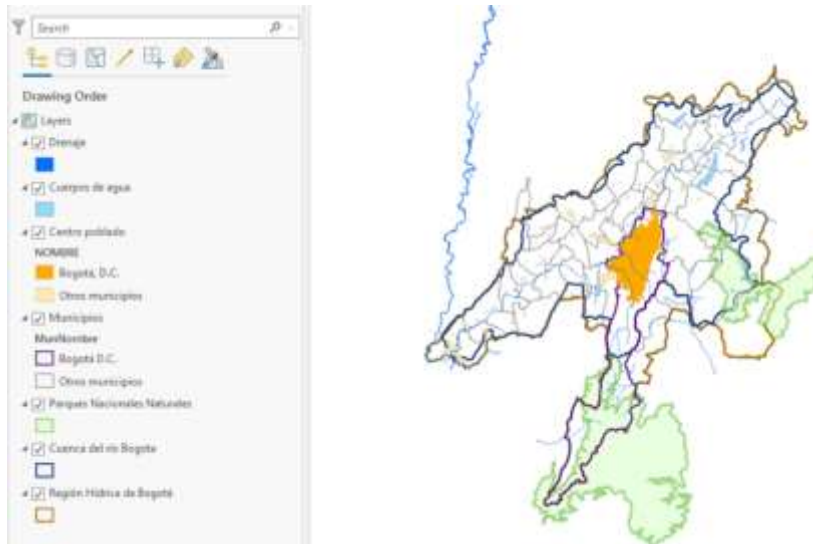 Search
Drawing Order
Layers
Drenaje
Cuerpos de agua
Centro poblado
NOMBRE
Bogotá, D.C.
Otros municipios
Municipios
MunNombre
Bogotá D.C.
Otros municipios
Parques Nacionales Naturales
Cuenca del río Bogota
Región Hídrica de Bogotá